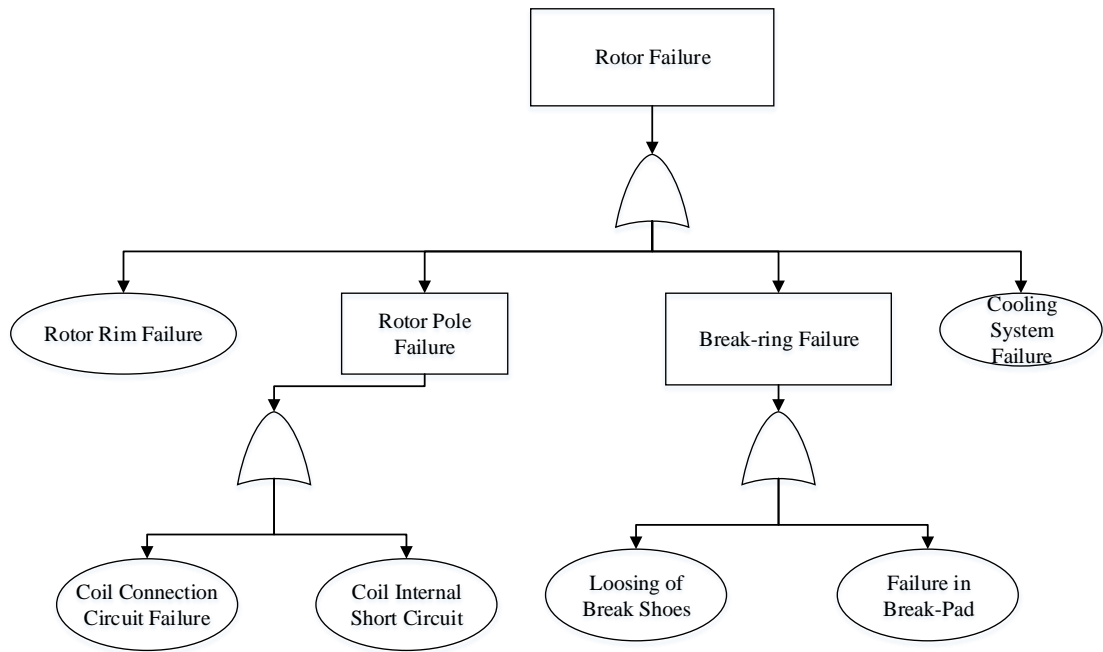 Rotor Failure
Rotor Rim Failure
Rotor Pole
Failure
Break-ring Failure
Cooling
System
Failure
Coil Connection
Circuit Failure
Coil Internal
Short Circuit
Loosing of
Break Shoes
Failure in
Break-Pad